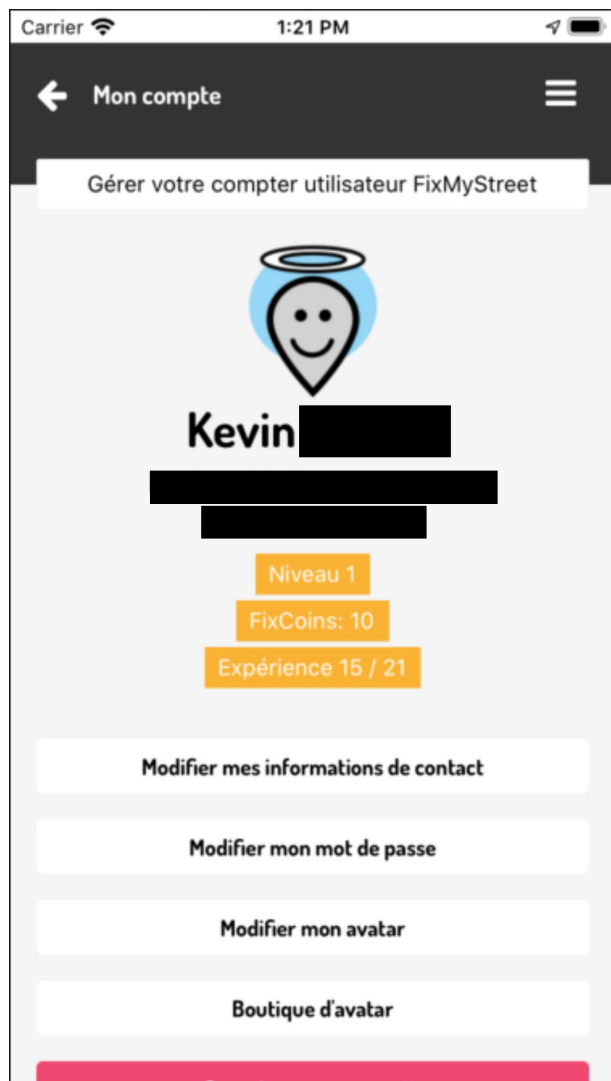 Carrier
1:21 PM
Mon compte
Gérer votre compter utilisateur FixMyStreet
Kevin
Niveau 1
FixCoins: 10
Expérience 15 / 21
Modifier mes informations de contact
Modifier mon mot de passe
Modifier mon avatar
Boutique d'avatar